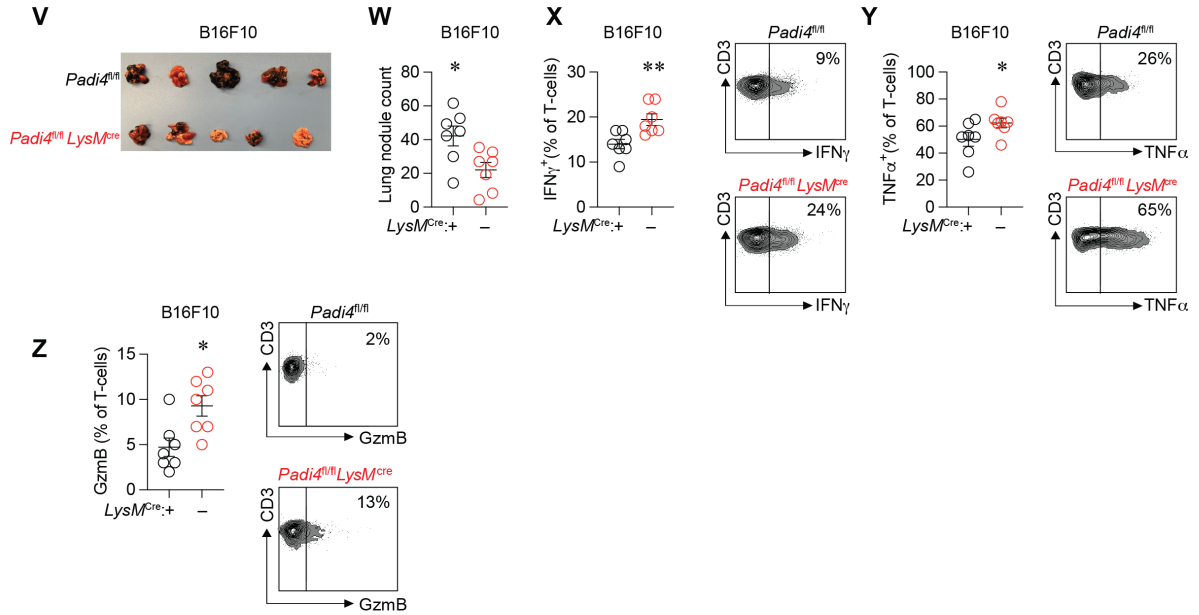 V
B16F10
Padi4fl/fl
Padi4fl/fl LysMcre
W
B16F10
Lung nodule count
80
60
40
20
0
*
LysMCre:+ –
X
B16F10
IFNγ+(% of T-cells)
30
20
10
0
**
LysMCre:+ –
Padi4fl/fl
CD3
9%
IFNγ
Padi4fl/fl LysMcre
CD3
24%
IFNγ
Y
B16F10
TNFα+(% of T-cells)
100
80
60
40
20
0
*
LysMCre:+ –
Padi4fl/fl
CD3
26%
TNFα
Padi4fl/fl LysMcre
CD3
65%
TNFα
Z
B16F10
GzmB (% of T-cells)
15
10
5
0
*
LysMCre:+ –
Padi4fl/fl
CD3
2%
GzmB
Padi4fl/fl LysMcre
CD3
13%
GzmB